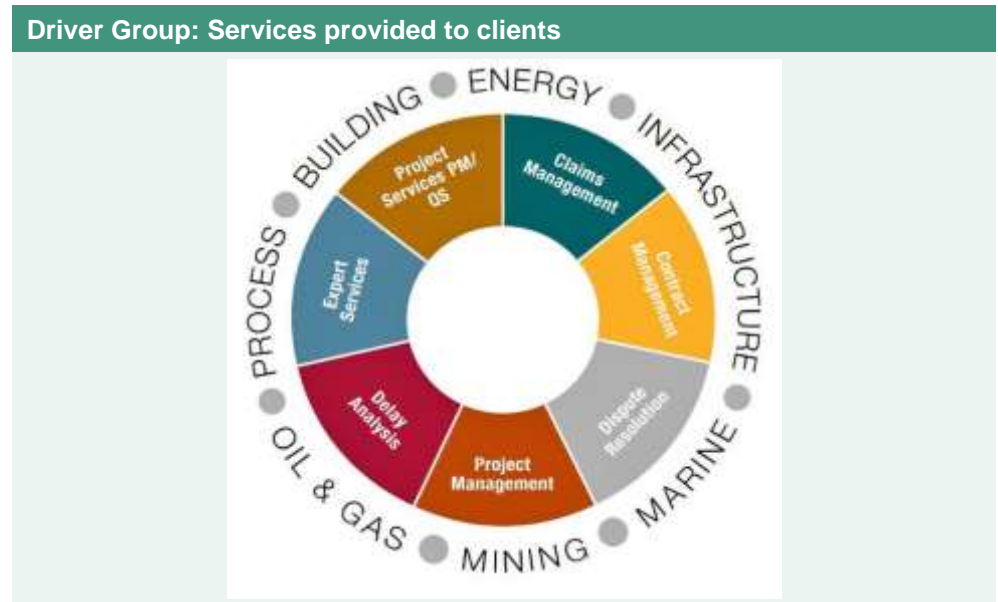 Driver Group: Services provided to clients
BUILDING
ENERGY
INFRASTRUCTURE
MARINE
MINING
OIL & GAS
PROCESS
Claims
Management
Contract
Management
Dispute
Resolution
Project
Management
Delay
Analysis
Expert
Services
Project
Services PM/
QS